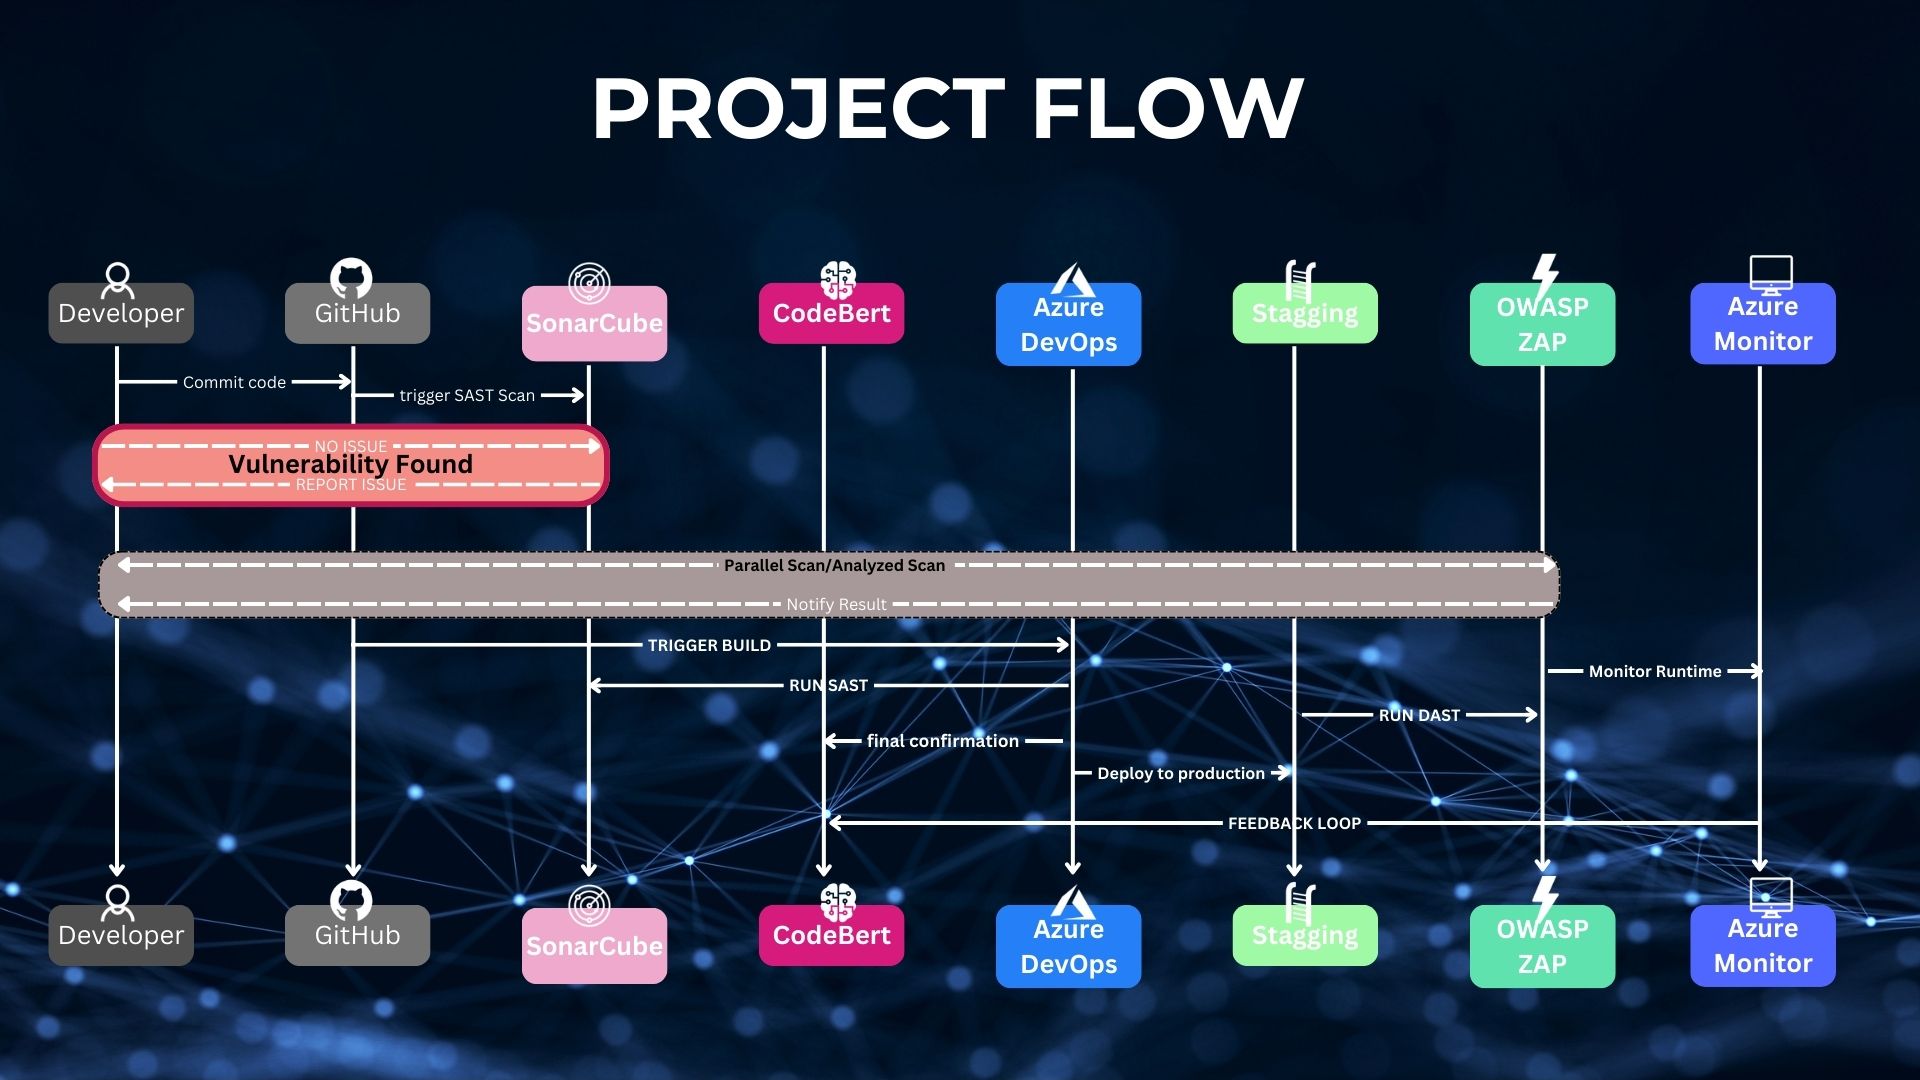 PROJECT FLOW
Developer
GitHub
SonarCube
CodeBert
Azure
DevOps
Stagging
OWASP
ZAP
Azure
Monitor
Commit code
trigger SAST Scan
NO ISSUE
Vulnerability Found
REPORT ISSUE
Parallel Scan/Analyzed Scan
Notify Result
TRIGGER BUILD
Monitor Runtime
RUN SAST
RUN DAST
final confirmation
Deploy to production
FEEDBACK LOOP
Developer
GitHub
SonarCube
CodeBert
Azure
DevOps
Stagging
OWASP
ZAP
Azure
Monitor